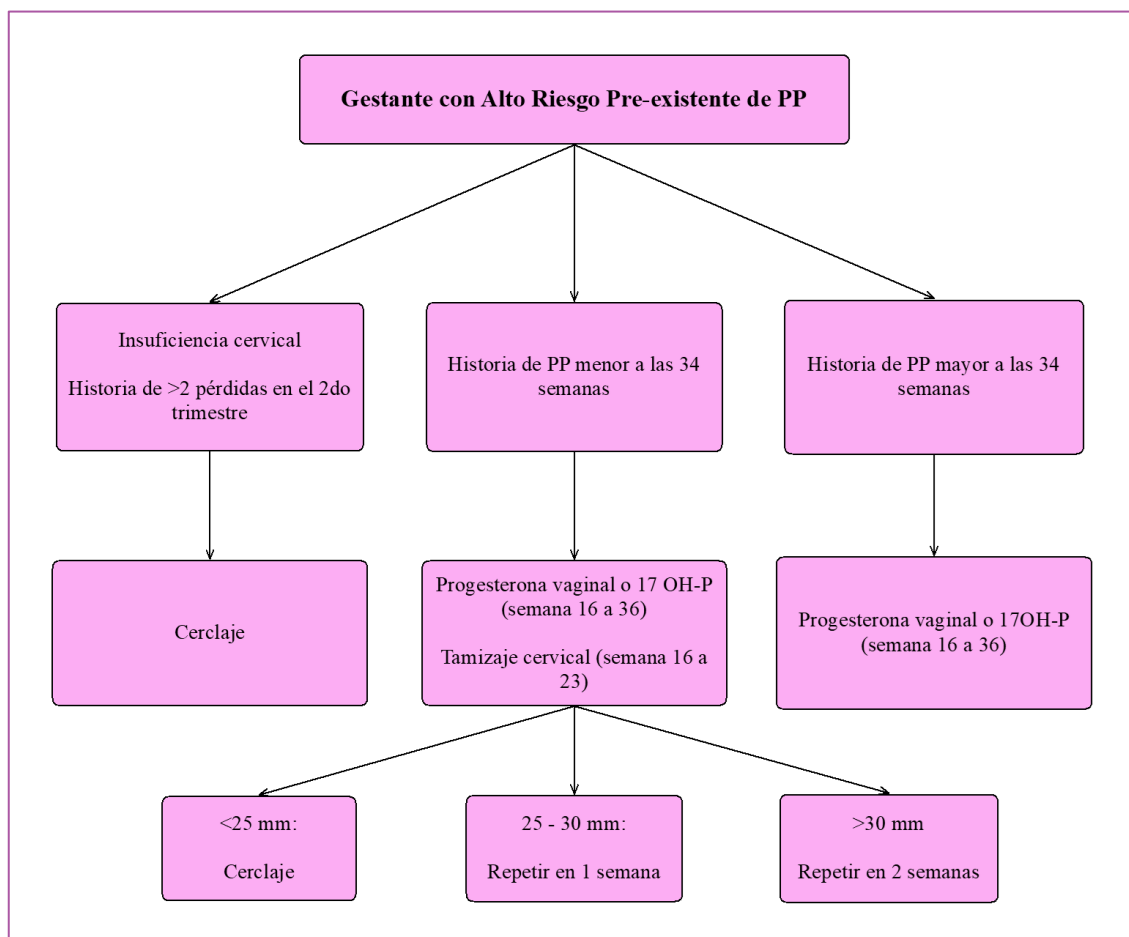 Gestante con Alto Riesgo Pre-existente de PP
Insuficiencia cervical
Historia de >2 pérdidas en el 2do
trimestre
Historia de PP menor a las 34
semanas
Historia de PP mayor a las 34
semanas
Cerclaje
Progesterona vaginal o 17 OH-P
(semana 16 a 36)
Tamizaje cervical (semana 16 a
23)
Progesterona vaginal o 17OH-P
(semana 16 a 36)
<25 mm:
Cerclaje
25 - 30 mm:
Repetir en 1 semana
>30 mm
Repetir en 2 semanas